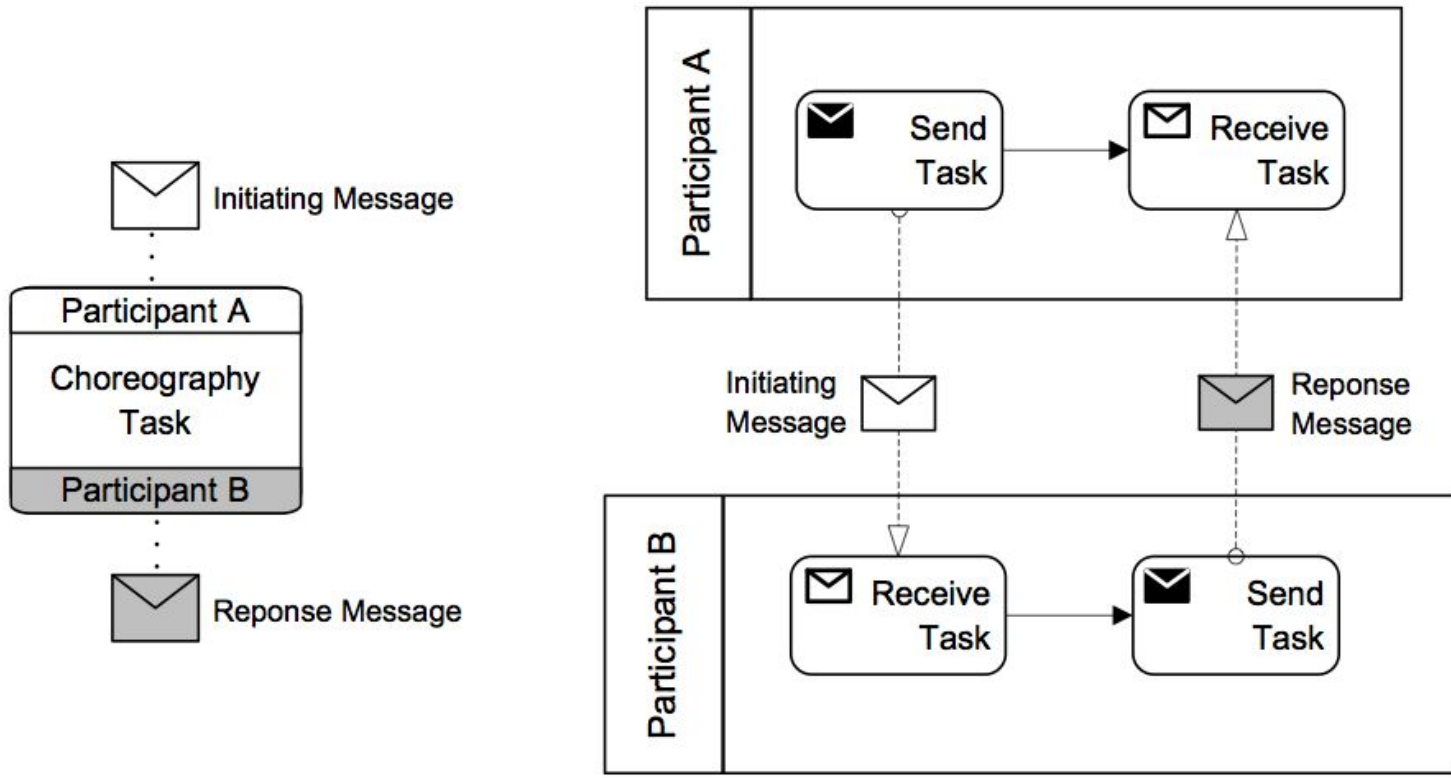 Initiating Message
Participant A
Choreography
Task
Participant B
Reponse Message
Participant A
Send
Task
Receive
Task
Initiating
Message
Reponse
Message
Participant B
Receive
Task
Send
Task